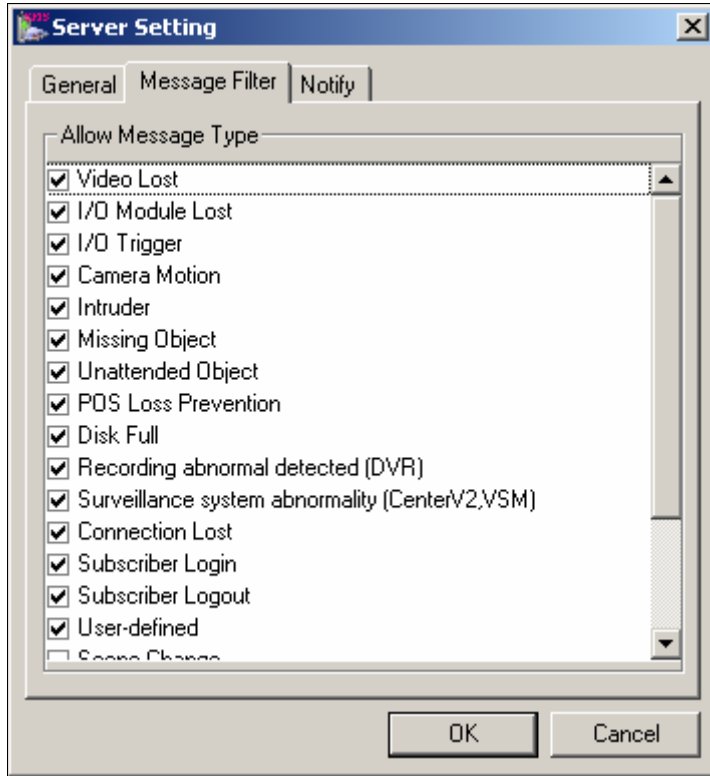 Server Setting
General Message Filter Notify
Allow Message Type
Video Lost
I/O Module Lost
I/O Trigger
Camera Motion
Intruder
Missing Object
Unattended Object
POS Loss Prevention
Disk Full
Recording abnormal detected (DVR)
Surveillance system abnormality (CenterV2,VSM)
Connection Lost
Subscriber Login
Subscriber Logout
User-defined
Scene Change
OK Cancel